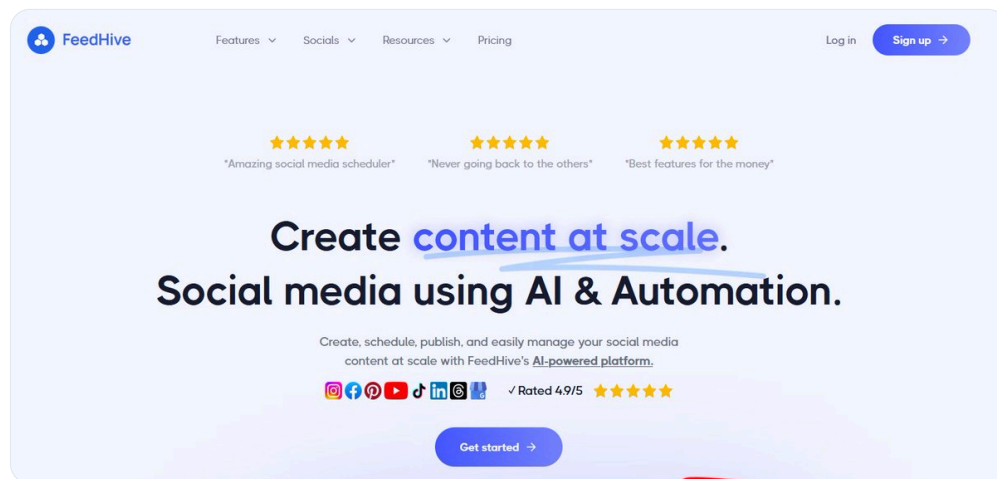 FeedHive
Features
Socials
Resources
Pricing
Log in
Sign up
"Amazing social media scheduler"
"Never going back to the others"
"Best features for the money"
Create content at scale.
Social media using AI & Automation.
Create, schedule, publish, and easily manage your social media
content at scale with FeedHive's AI-powered platform.
✓ Rated 4.9/5
Get started